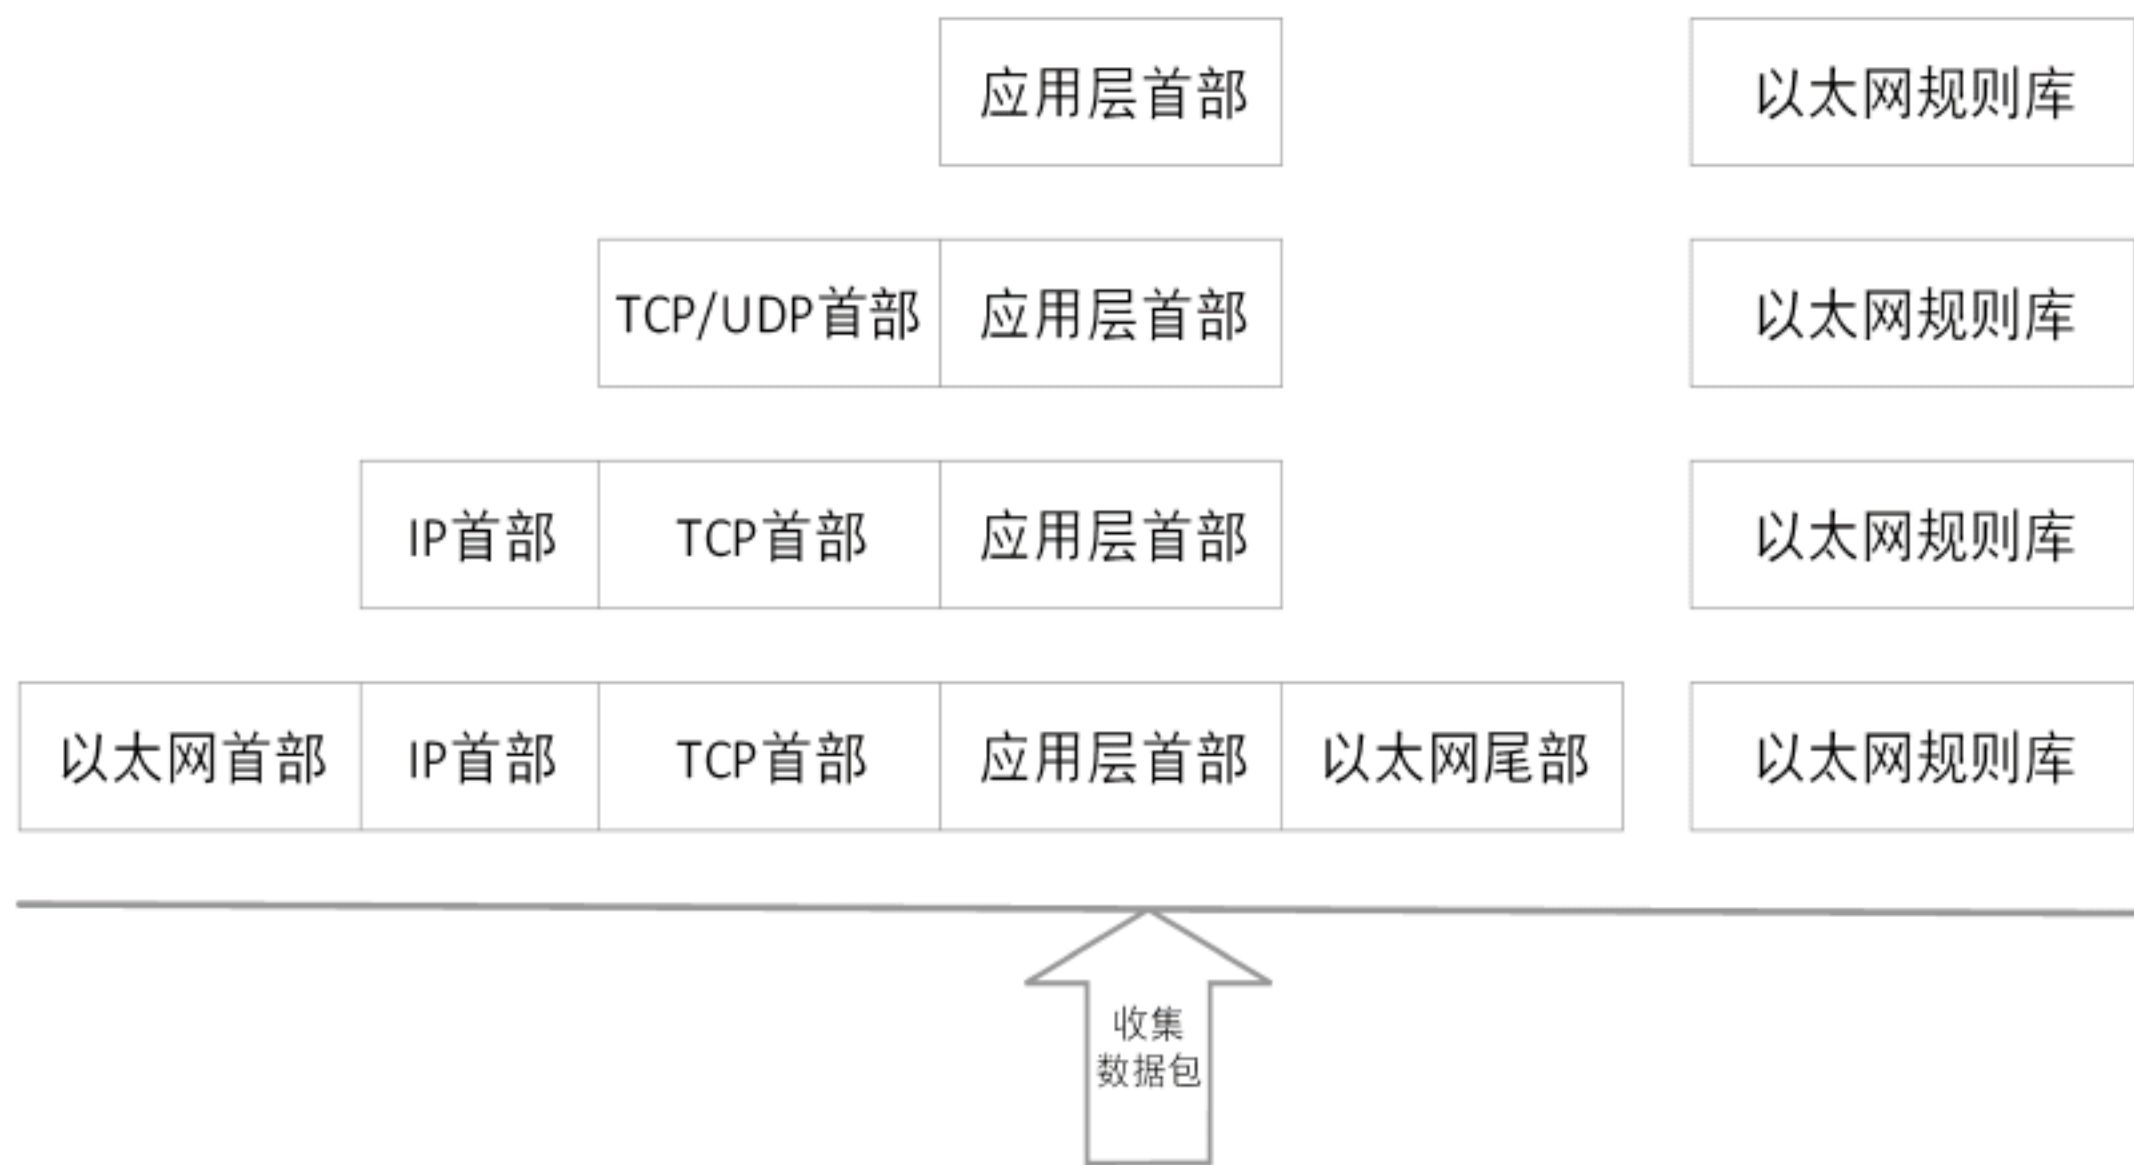 应用层首部 以太网规则库
TCP/UDP首部 应用层首部 以太网规则库
IP首部 TCP首部 应用层首部 以太网规则库
以太网首部 IP首部 TCP首部 应用层首部 以太网尾部 以太网规则库
收集
数据包